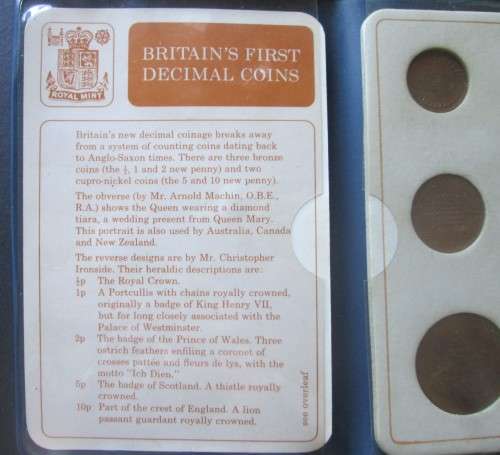 ROYAL MINT
BRITAIN'S FIRST
DECIMAL COINS
Britain's new decimal coinage breaks away
from a system of counting coins dating back
to Anglo-Saxon times. There are three bronze
coins (the ½, 1 and 2 new penny) and two
cupro-nickel coins (the 5 and 10 new penny).
The obverse (by Mr. Arnold Machin, O.B.E.,
R.A.) shows the Queen wearing a diamond
tiara, a wedding present from Queen Mary.
This portrait is also used by Australia, Canada
and New Zealand.
The reverse designs are by Mr. Christopher
Ironside. Their heraldic descriptions are:
½p The Royal Crown.
1p A Portcullis with chains royally crowned,
originally a badge of King Henry VII,
but for long closely associated with the
Palace of Westminster.
2p The badge of the Prince of Wales. Three
ostrich feathers enfiling a coronet of
crosses pattée and fleurs de lys, with the
motto "Ich Dien."
5p The badge of Scotland. A thistle royally
crowned.
10p Part of the crest of England. A lion
passant guardant royally crowned.
see overleaf